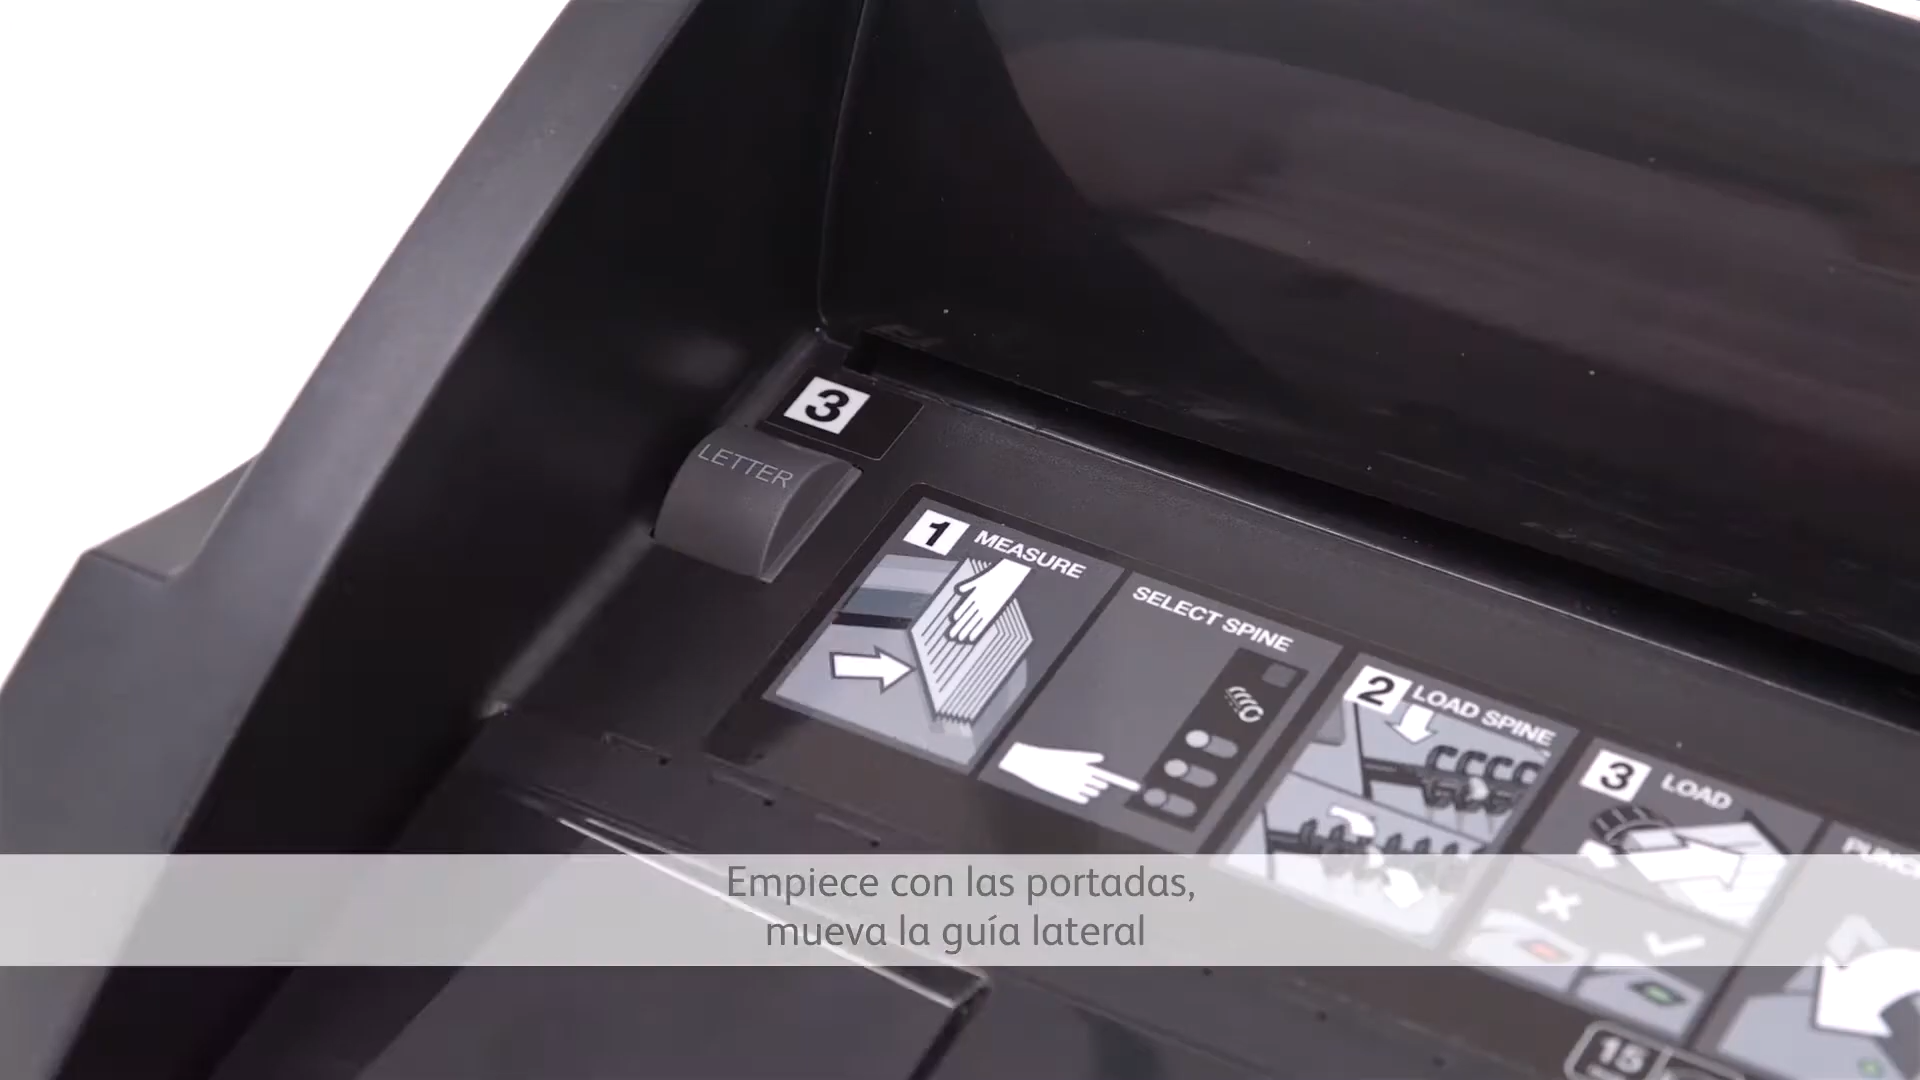 3
LETTER
1 MEASURE
SELECT SPINE
2 LOAD SPINE
3 LOAD
15
Empiece con las portadas,
mueva la guía lateral